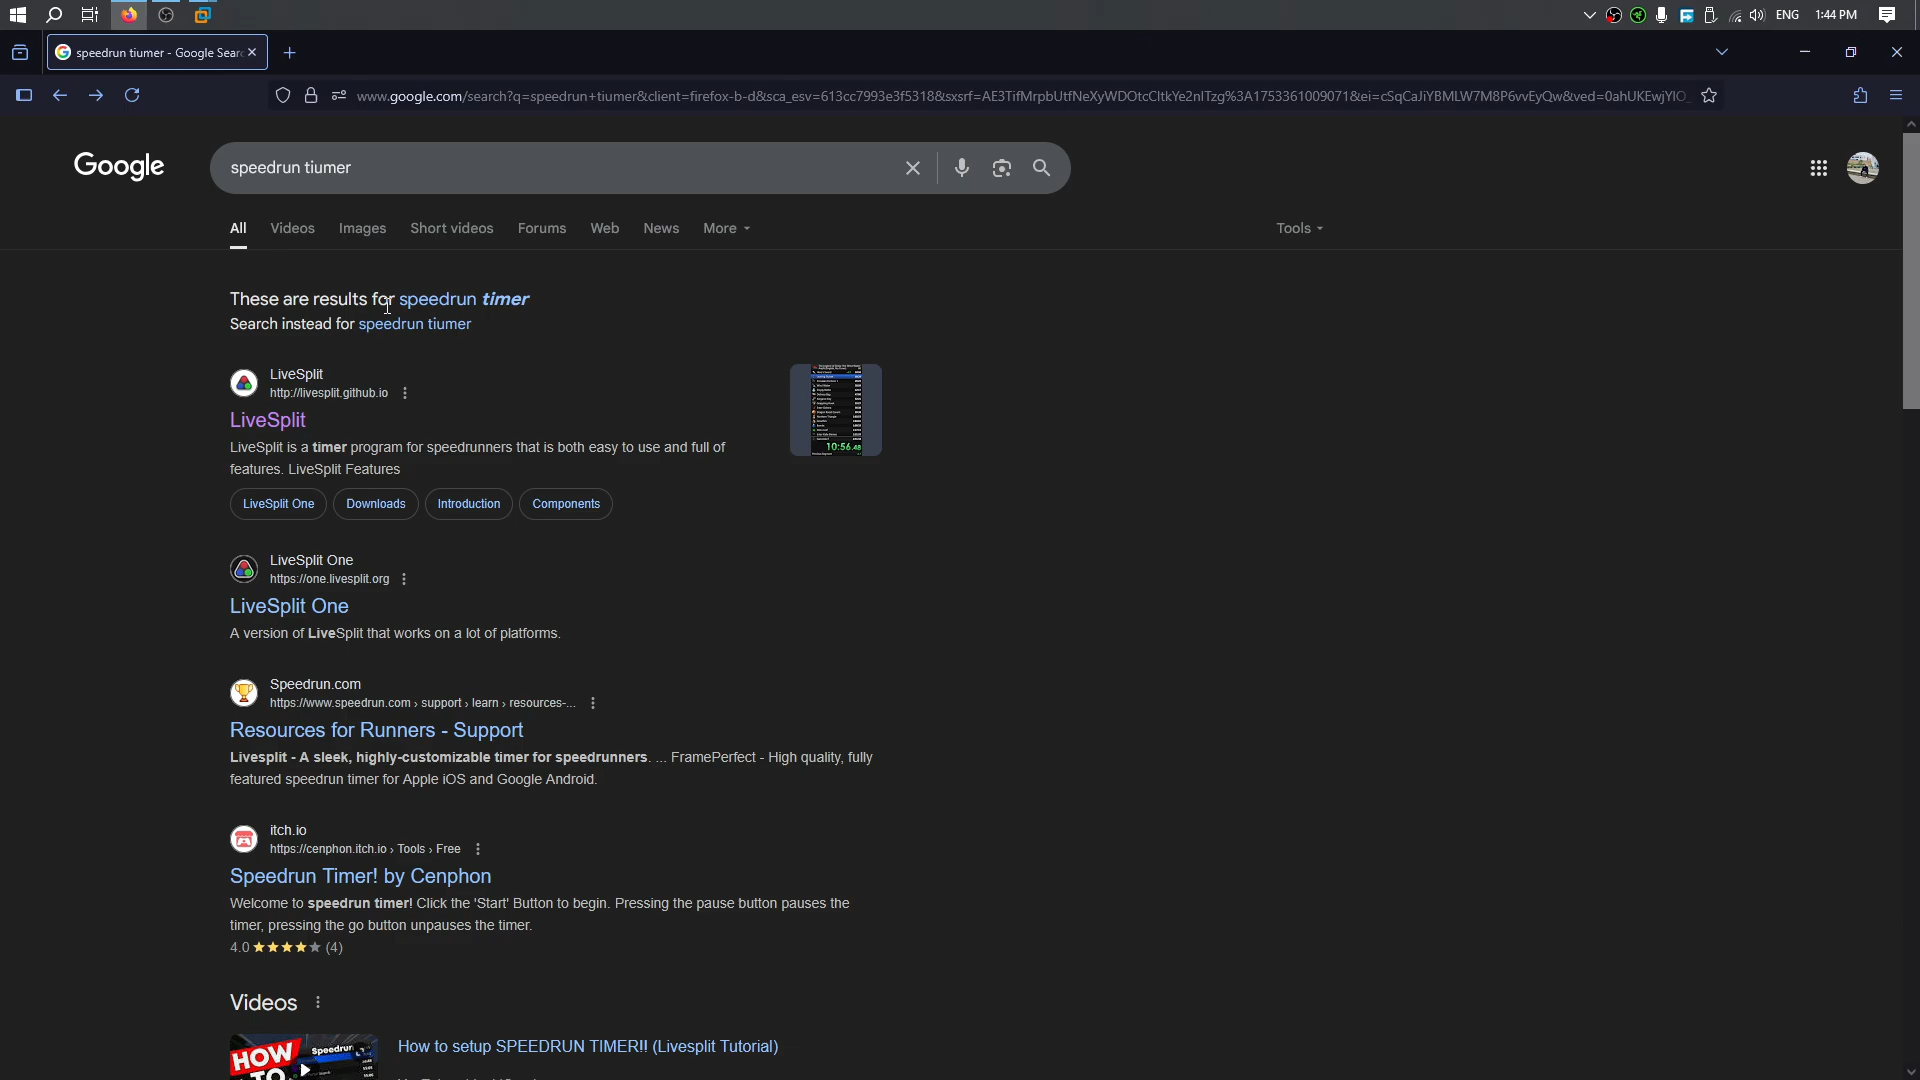 ENG
1:44 PM
speedrun tiumer - Google Sear
www.google.com/search?q=speedrun+tiumer&client=firefox-b-d&sca_esv=613cc7993e3f5318&sxsrf=AE3TifMrpbUtfNeXyWDOtcCltkYe2nlTzg%3A1753361009071&ei=cSqCaJiYBMLW7M8P6vvEyQw&ved=0ahUKEwjYlO
Google
speedrun tiumer
All Videos Images Short videos Forums Web News More Tools
These are results for speedrun timer
Search instead for speedrun tiumer
LiveSplit
http://livesplit.github.io
LiveSplit
LiveSplit is a timer program for speedrunners that is both easy to use and full of
features. LiveSplit Features
10:56.48
LiveSplit One Downloads Introduction Components
LiveSplit One
https://one.livesplit.org
LiveSplit One
A version of LiveSplit that works on a lot of platforms.
Speedrun.com
https://www.speedrun.com › support › learn › resources-...
Resources for Runners - Support
Livesplit - A sleek, highly-customizable timer for speedrunners. ... FramePerfect - High quality, fully
featured speedrun timer for Apple iOS and Google Android.
itch.io
https://cenphon.itch.io › Tools › Free
Speedrun Timer! by Cenphon
Welcome to speedrun timer! Click the 'Start' Button to begin. Pressing the pause button pauses the
timer, pressing the go button unpauses the timer.
4.0 (4)
Videos
HOW
TO
Speedrun
How to setup SPEEDRUN TIMER!! (Livesplit Tutorial)